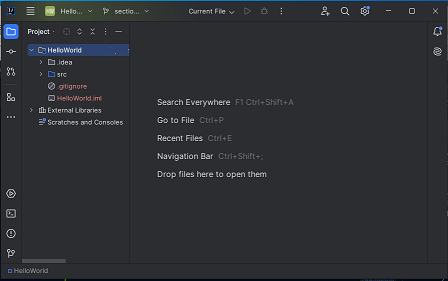 HW Hello... sectio... Current File
Project
HelloWorld
.idea
src
.gitignore
HelloWorld.iml
External Libraries
Scratches and Consoles
Search Everywhere F1 Ctrl+Shift+A
Go to File Ctrl+P
Recent Files Ctrl+E
Navigation Bar Ctrl+Shift+;
Drop files here to open them
HelloWorld